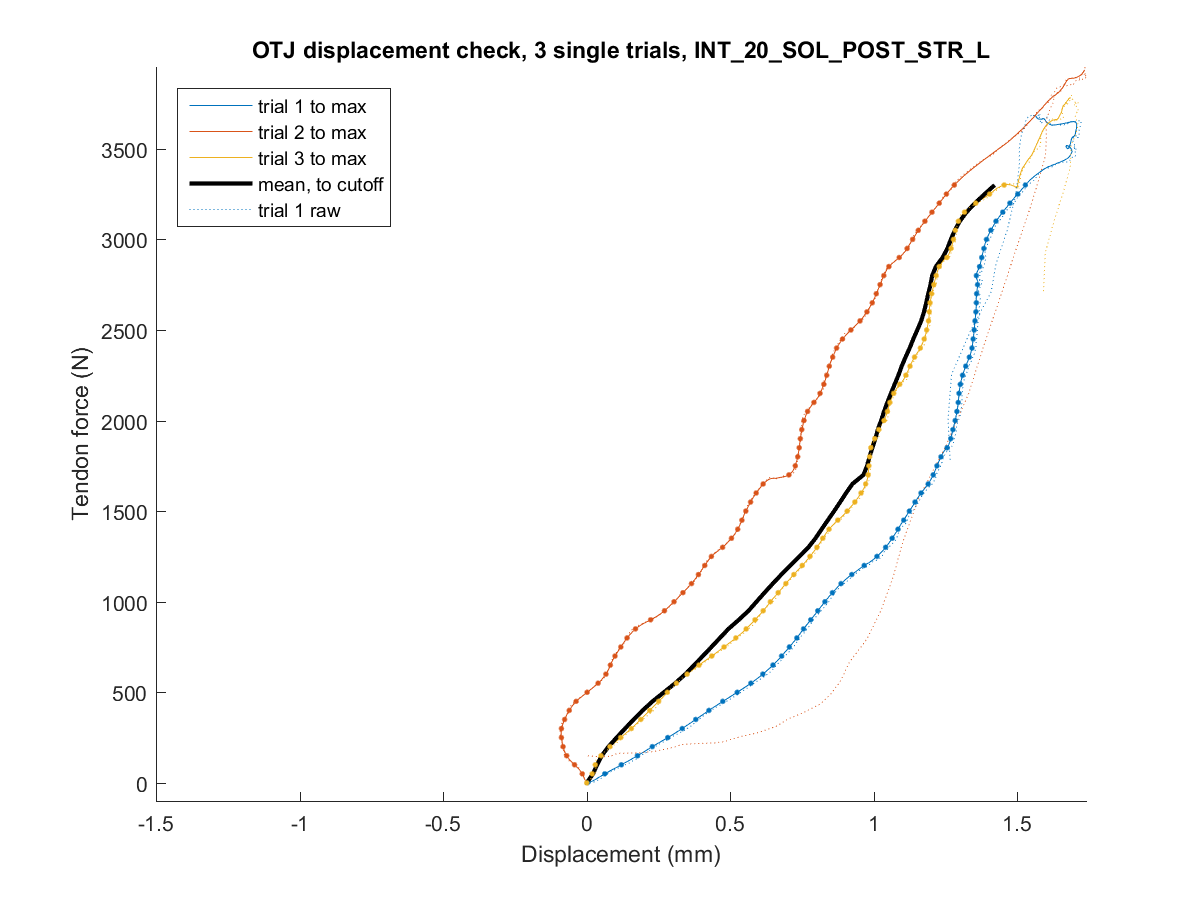 OTJ displacement check, 3 single trials, INT_20_SOL_POST_STR_L
trial 1 to max
trial 2 to max
trial 3 to max
mean, to cutoff
trial 1 raw
3500
3000
2500
2000
1500
1000
500
0
Tendon force (N)
-1.5
-1
-0.5
0
0.5
1
1.5
Displacement (mm)